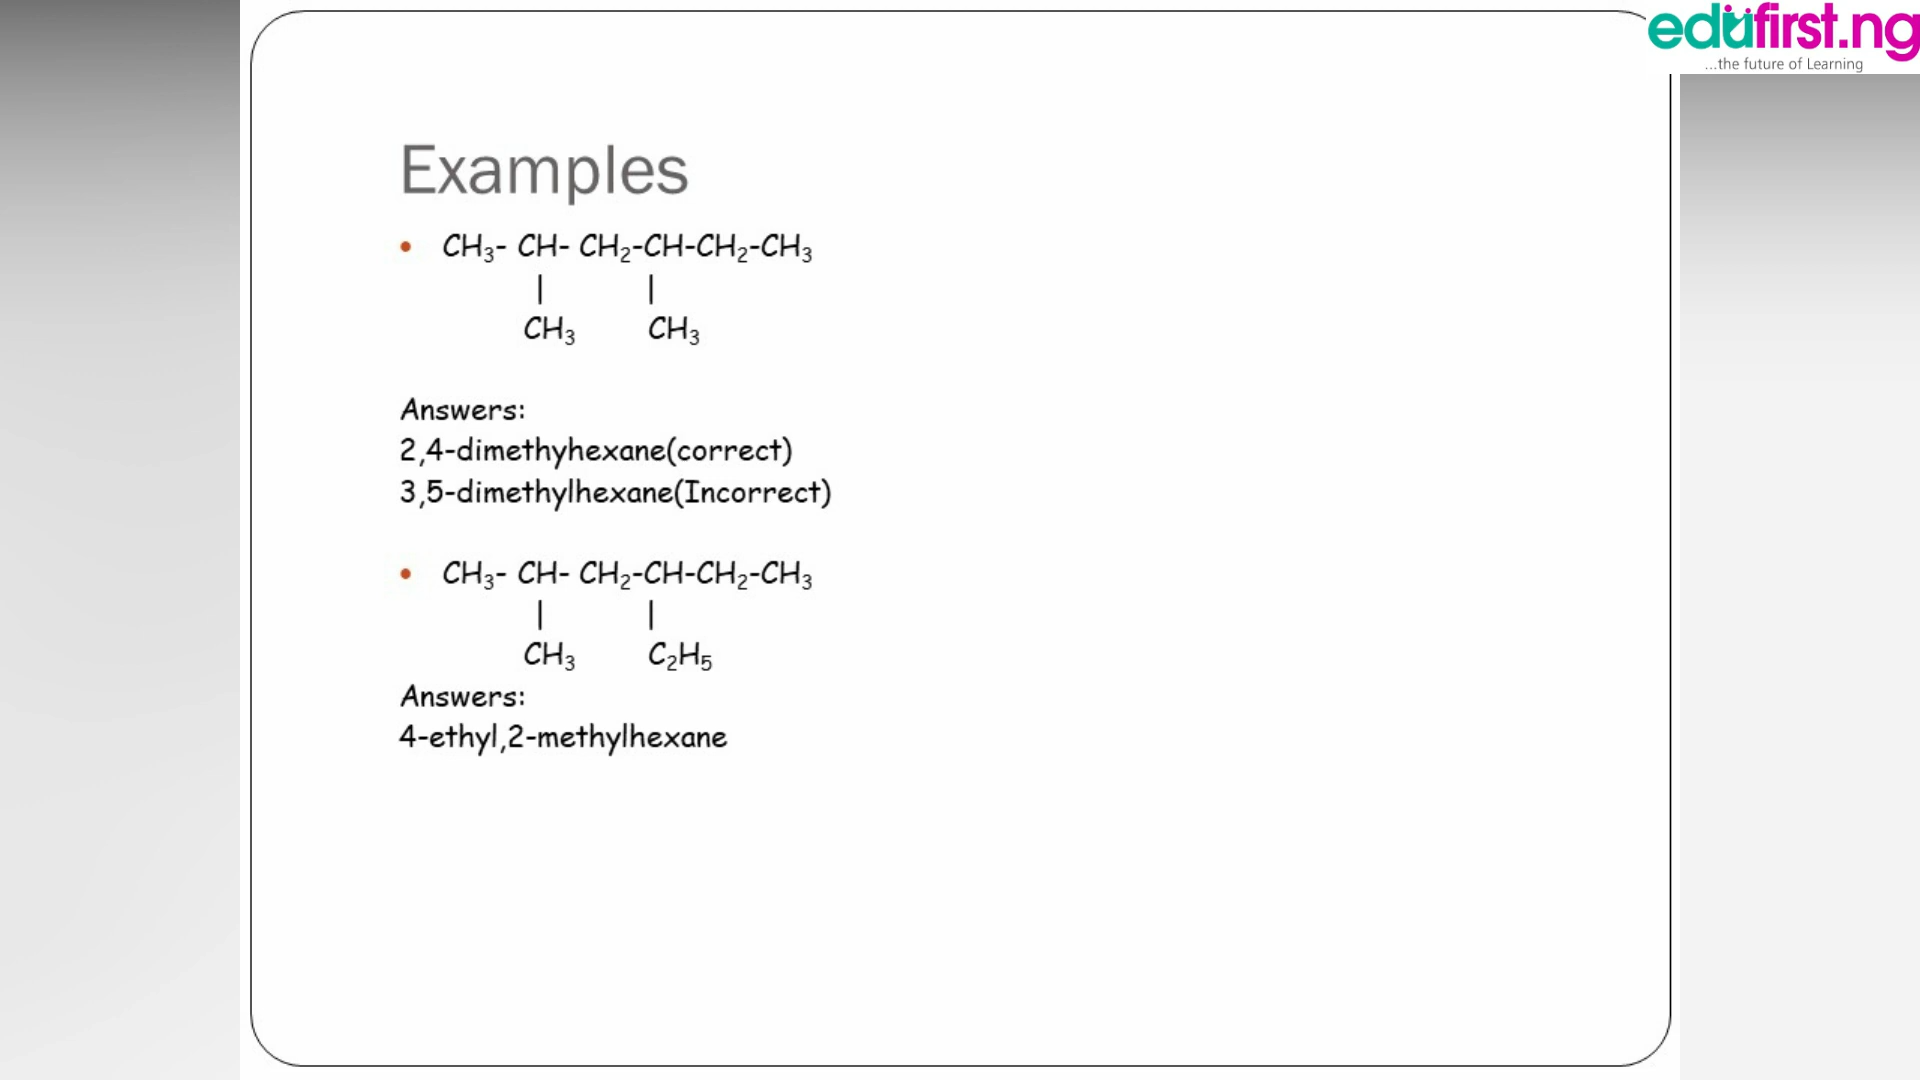 edufirst.ng
...the future of Learning
Examples
• CH₃- CH- CH₂-CH-CH₂-CH₃
| |
CH₃ CH₃
Answers:
2,4-dimethyhexane(correct)
3,5-dimethylhexane(Incorrect)
• CH₃- CH- CH₂-CH-CH₂-CH₃
| |
CH₃ C₂H₅
Answers:
4-ethyl,2-methylhexane